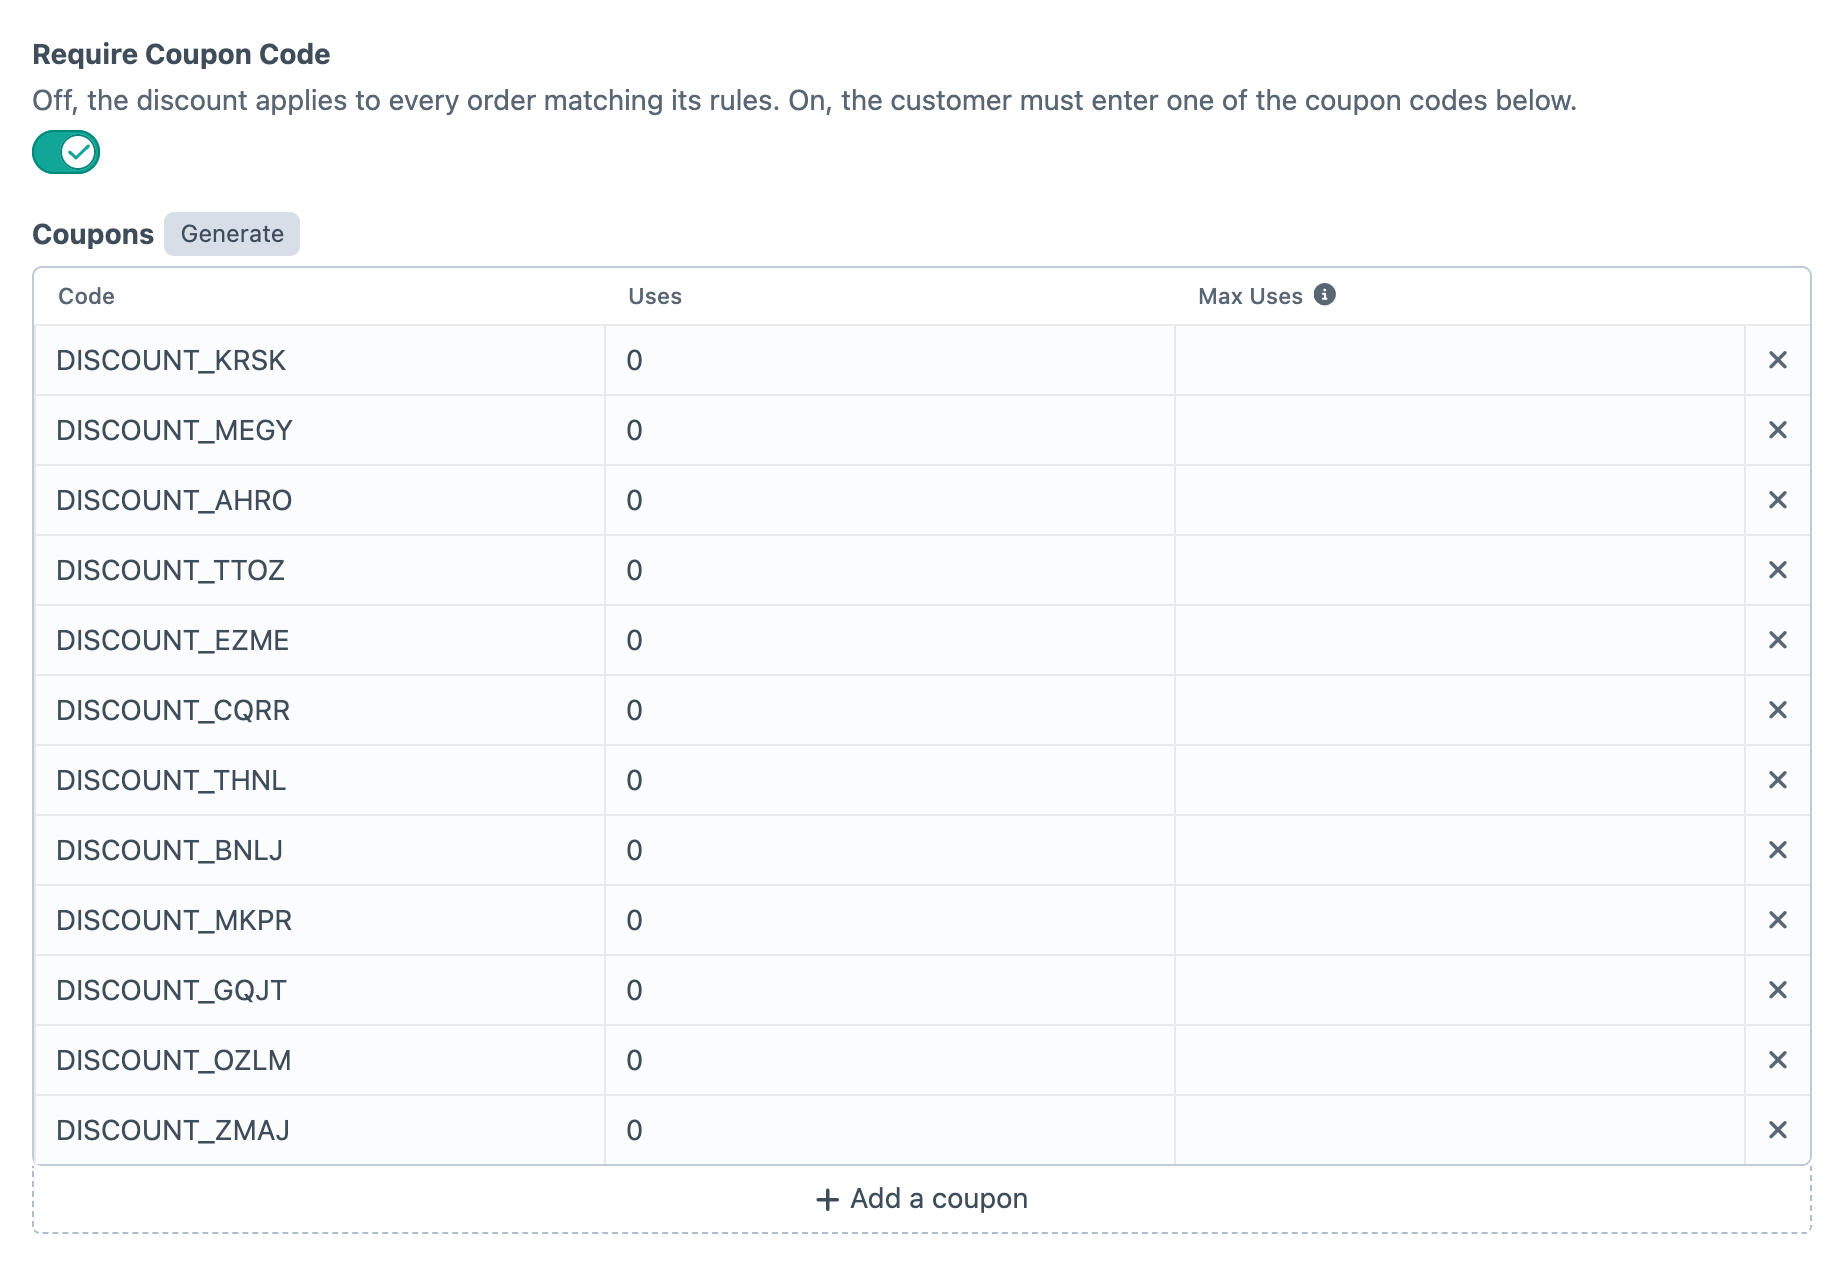 Require Coupon Code
Off, the discount applies to every order matching its rules. On, the customer must enter one of the coupon codes below.
Coupons Generate
Code Uses Max Uses
DISCOUNT_KRSK 0
DISCOUNT_MEGY 0
DISCOUNT_AHRO 0
DISCOUNT_TTOZ 0
DISCOUNT_EZME 0
DISCOUNT_CQRR 0
DISCOUNT_THNL 0
DISCOUNT_BNLJ 0
DISCOUNT_MKPR 0
DISCOUNT_GQJT 0
DISCOUNT_OZLM 0
DISCOUNT_ZMAJ 0
Add a coupon